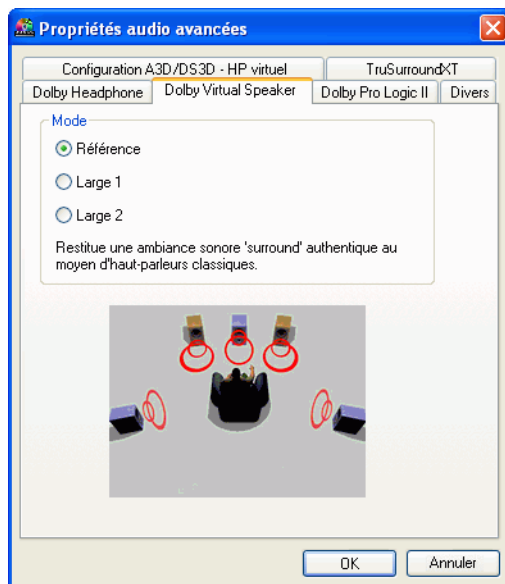 Propriétés audio avancées
Configuration A3D/DS3D - HP virtuel
TruSurroundXT
Dolby Headphone
Dolby Virtual Speaker
Dolby Pro Logic II
Divers
Mode
Référence
Large 1
Large 2
Restitue une ambiance sonore 'surround' authentique au
moyen d'haut-parleurs classiques.
OK
Annuler